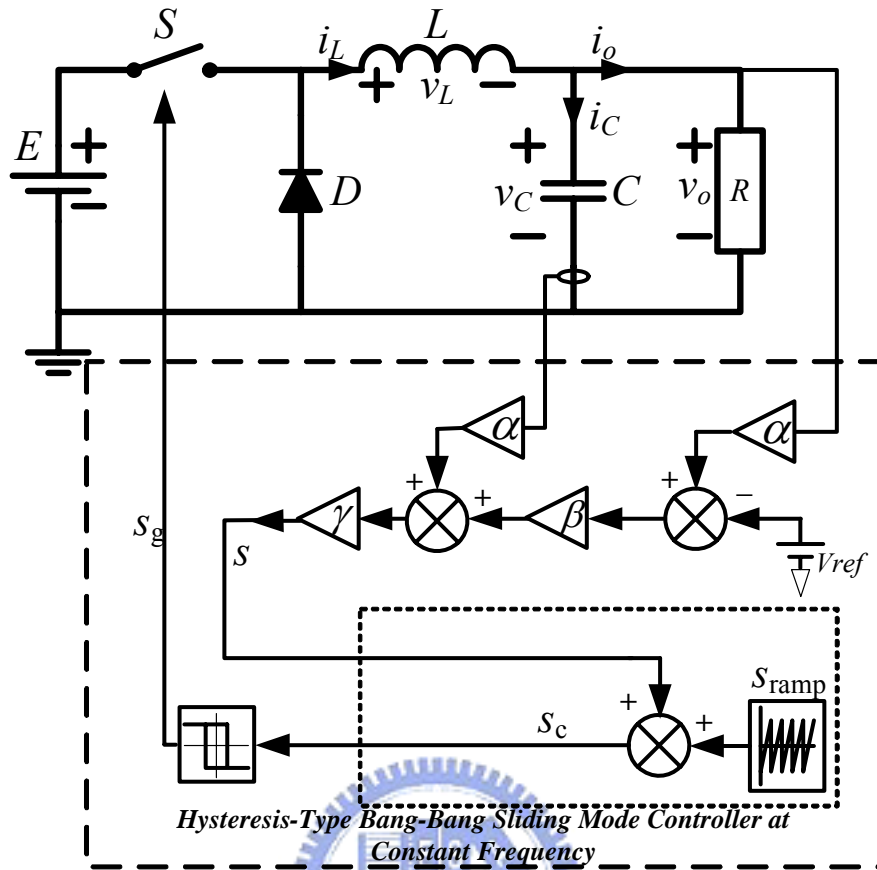 S
i_L
L
i_o
+ v_L −
i_C
E
+
−
D
+
v_C
−
C
+
v_o
−
R
α
α
+
+
+
−
γ
β
s_g
s
Vref
s_ramp
+
+
s_c
Hysteresis-Type Bang-Bang Sliding Mode Controller at
Constant Frequency